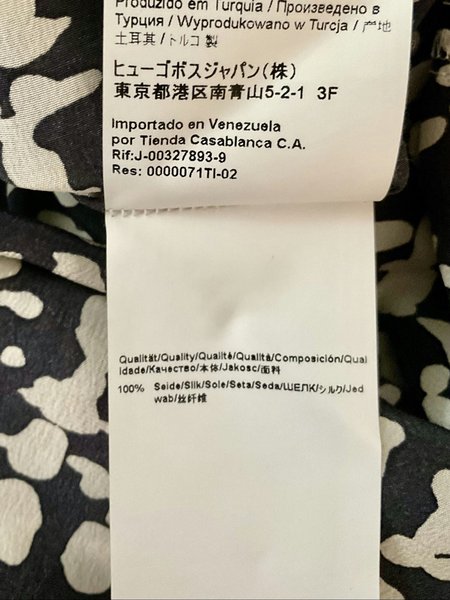 Produzido em Turquia / Произведено в
Турция / Wyprodukowano w Turcja / 产地
土耳其 / トルコ 製
ヒューゴボスジャパン(株)
東京都港区南青山5-2-1 3F
Importado en Venezuela
por Tienda Casablanca C.A.
Rif:J-00327893-9
Res: 0000071TI-02
Qualität/Quality/Qualité/Qualità/Composición/Qual
idade/Качество/本体/Jakosc/面料
100% Seide/Silk/Soie/Seta/Seda/ШЕЛК/シルク/Jed
wab/丝纤维